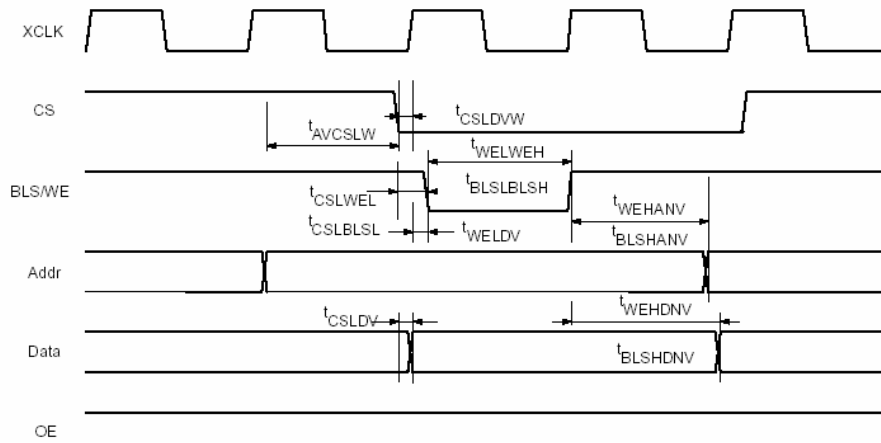 XCLK
CS
tCSLDVW
tAVCSLW
tWELWEH
BLS/WE
tCSLWEL
tBLSLBLSH
tWEHANV
tCSLBLSL
tWELDV
tBLSHANV
Addr
tCSLDV
tWEHDNV
Data
tBLSHDNV
OE